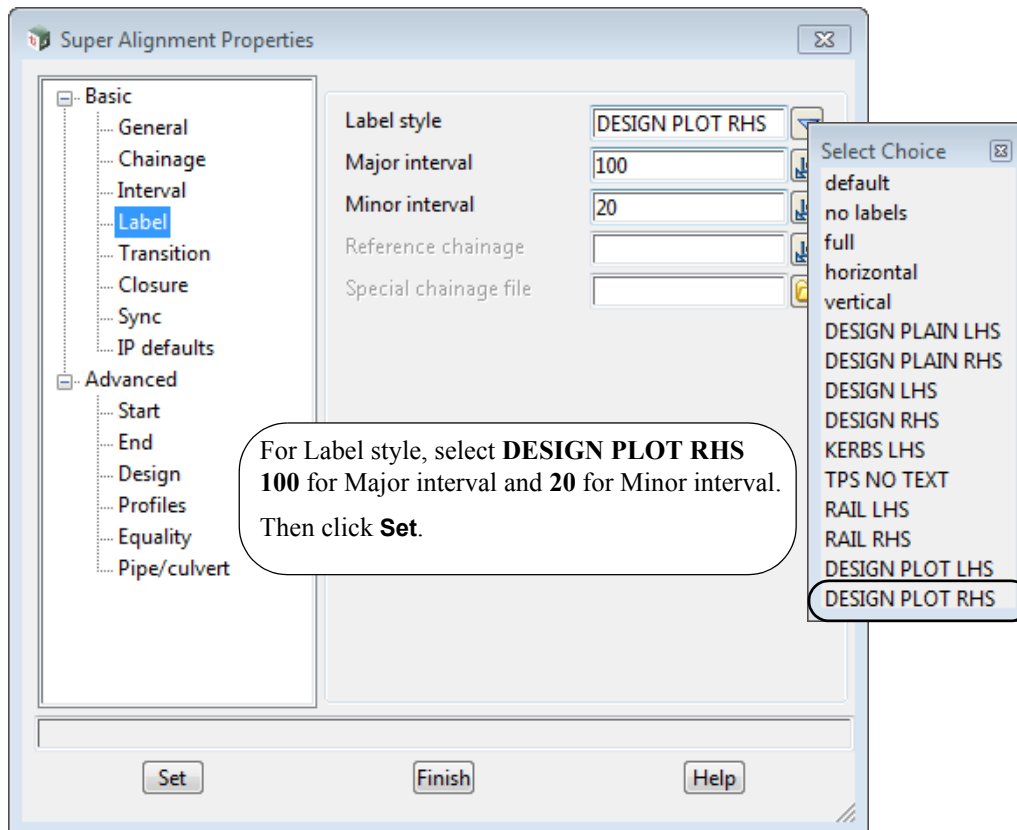 Super Alignment Properties
Basic
General
Chainage
Interval
Label
Transition
Closure
Sync
IP defaults
Advanced
Start
End
Design
Profiles
Equality
Pipe/culvert
Label style
DESIGN PLOT RHS
Major interval
100
Minor interval
20
Reference chainage
Special chainage file
Select Choice
default
no labels
full
horizontal
vertical
DESIGN PLAIN LHS
DESIGN PLAIN RHS
DESIGN LHS
DESIGN RHS
KERBS LHS
TPS NO TEXT
RAIL LHS
RAIL RHS
DESIGN PLOT LHS
DESIGN PLOT RHS
For Label style, select DESIGN PLOT RHS
100 for Major interval and 20 for Minor interval.
Then click Set.
Set
Finish
Help